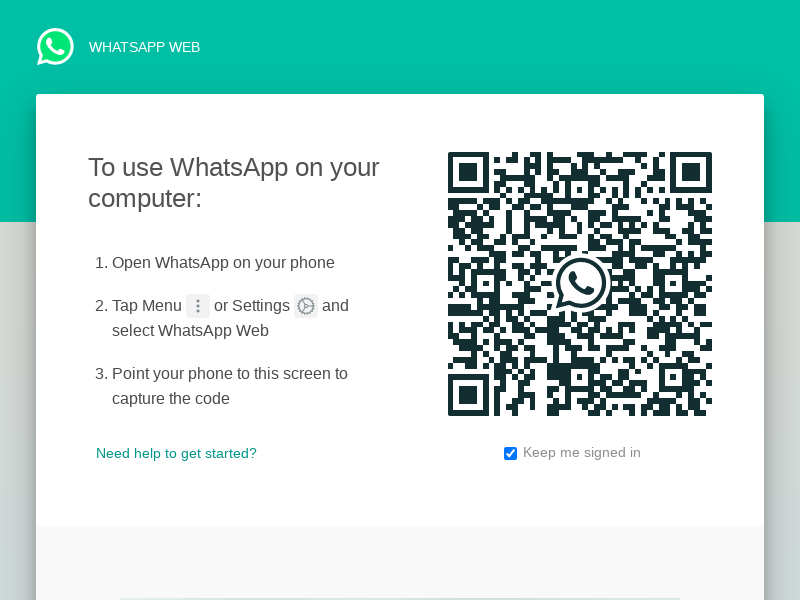 WHATSAPP WEB
To use WhatsApp on your
computer:
1. Open WhatsApp on your phone
2. Tap Menu or Settings and
select WhatsApp Web
3. Point your phone to this screen to
capture the code
Need help to get started?
Keep me signed in